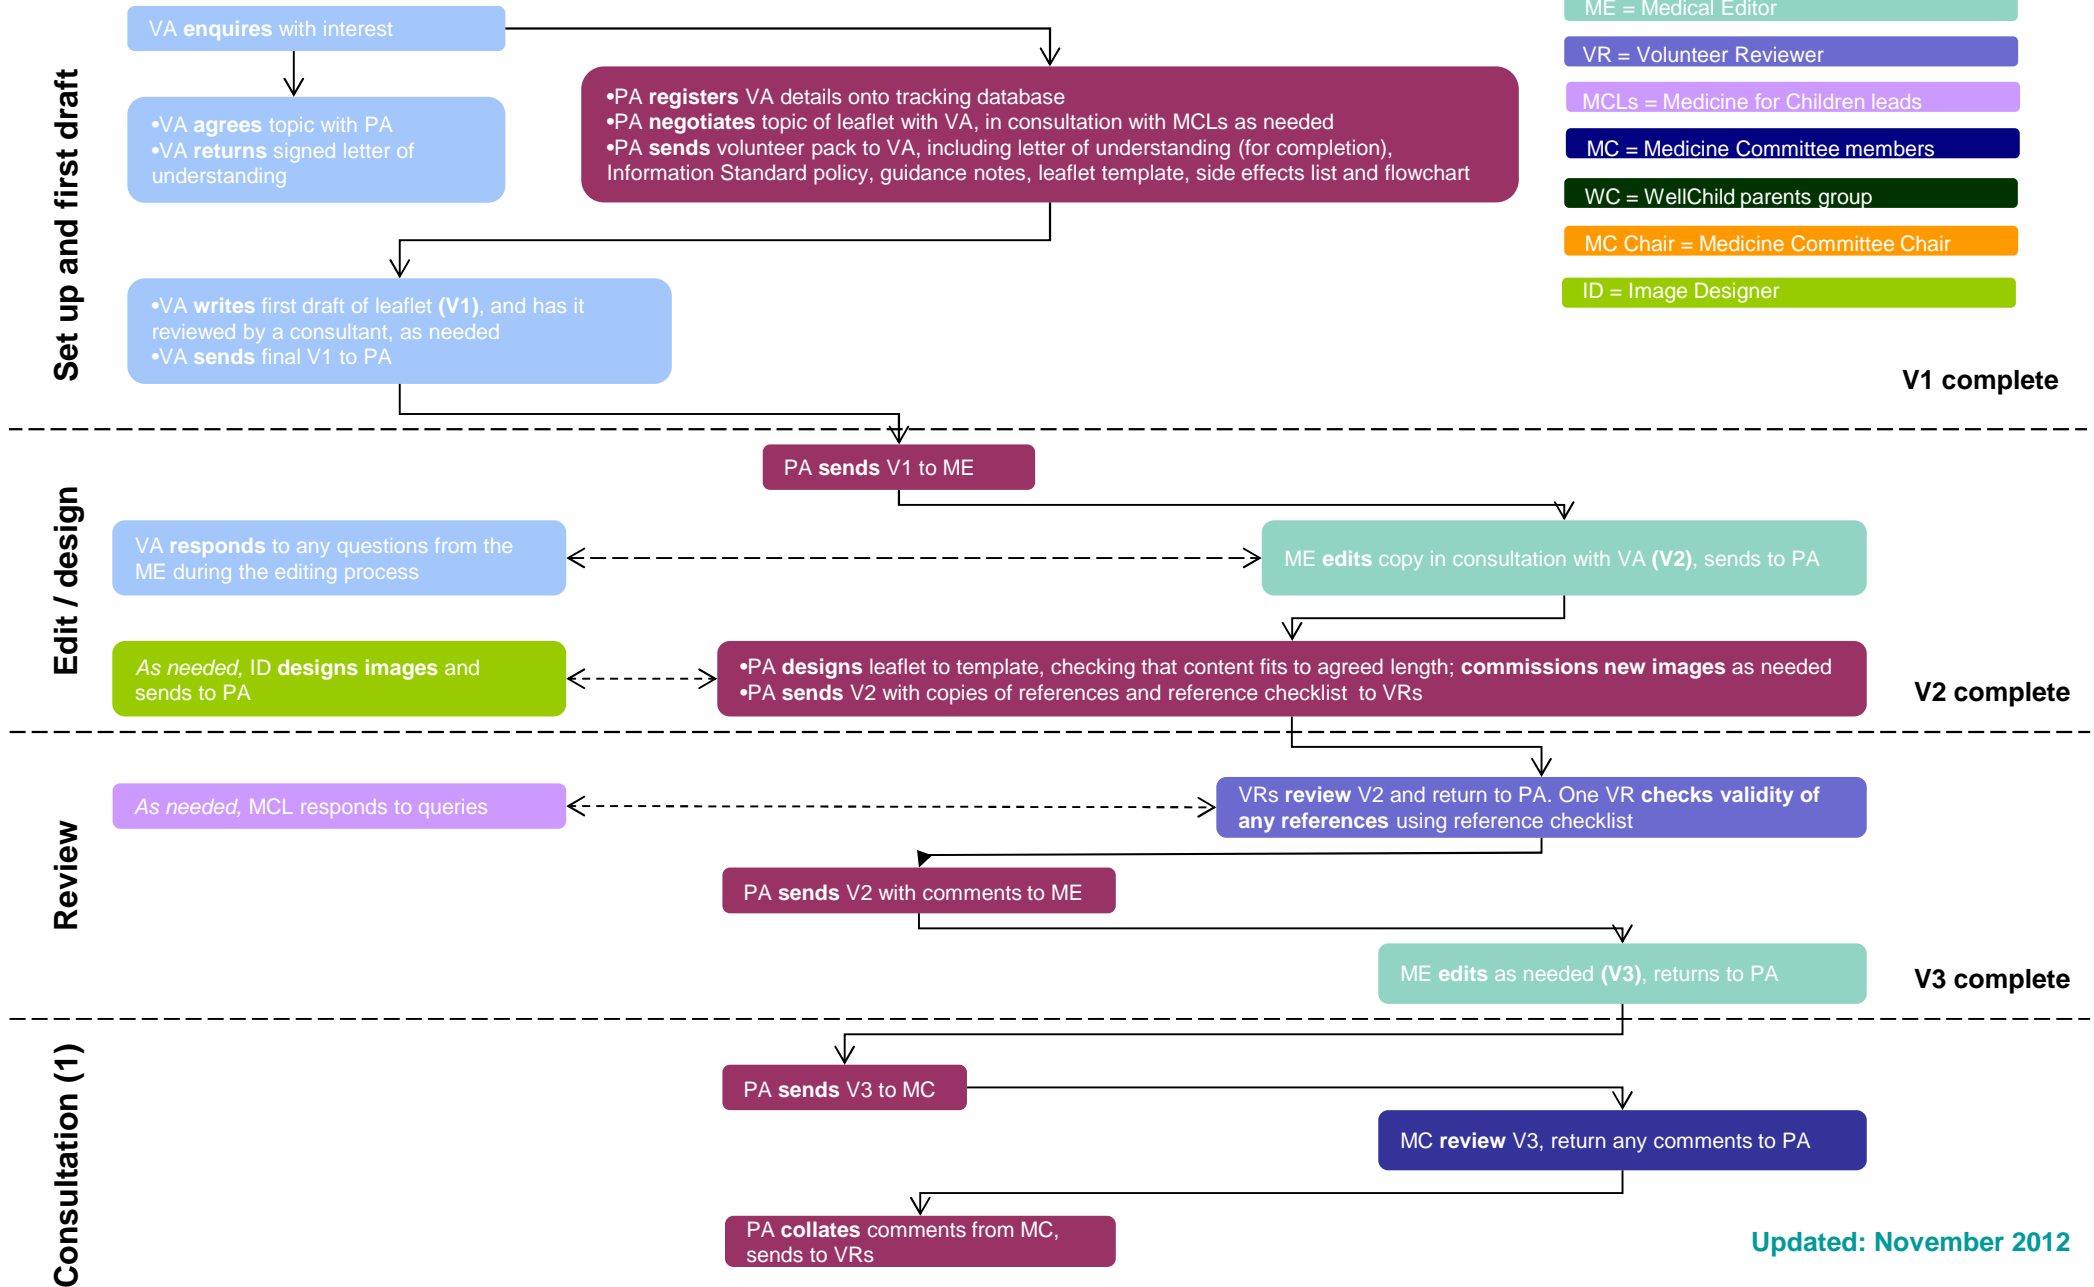 Set up and first draft
VA enquires with interest
•VA agrees topic with PA
•VA returns signed letter of
understanding
•PA registers VA details onto tracking database
•PA negotiates topic of leaflet with VA, in consultation with MCLs as needed
•PA sends volunteer pack to VA, including letter of understanding (for completion),
Information Standard policy, guidance notes, leaflet template, side effects list and flowchart
ME = Medical Editor
VR = Volunteer Reviewer
MCLs = Medicine for Children leads
MC = Medicine Committee members
WC = WellChild parents group
MC Chair = Medicine Committee Chair
ID = Image Designer
•VA writes first draft of leaflet (V1), and has it
reviewed by a consultant, as needed
•VA sends final V1 to PA
V1 complete
Edit / design
PA sends V1 to ME
VA responds to any questions from the
ME during the editing process
ME edits copy in consultation with VA (V2), sends to PA
As needed, ID designs images and
sends to PA
•PA designs leaflet to template, checking that content fits to agreed length; commissions new images as needed
•PA sends V2 with copies of references and reference checklist to VRs
V2 complete
Review
As needed, MCL responds to queries
VRs review V2 and return to PA. One VR checks validity of
any references using reference checklist
PA sends V2 with comments to ME
ME edits as needed (V3), returns to PA
V3 complete
Consultation (1)
PA sends V3 to MC
MC review V3, return any comments to PA
PA collates comments from MC,
sends to VRs
Updated: November 2012